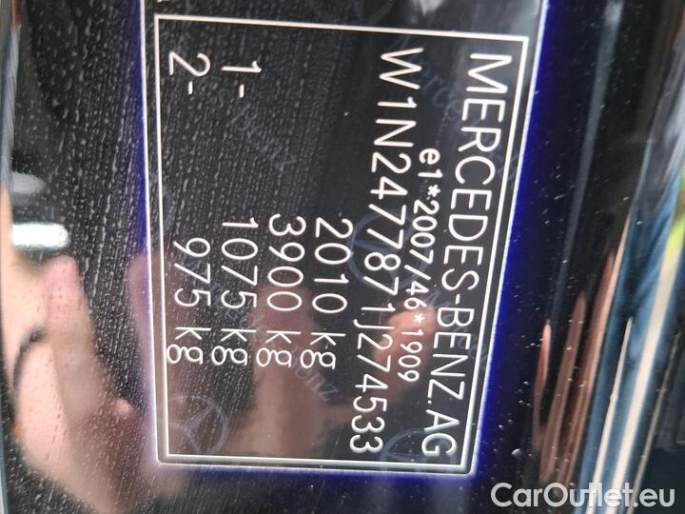 MERCEDES-BENZ AG
e1*2007/46*1909
W1N2477871J274533
2010 kg
3900 kg
1- 1075 kg
2- 975 kg
CarOutlet.eu